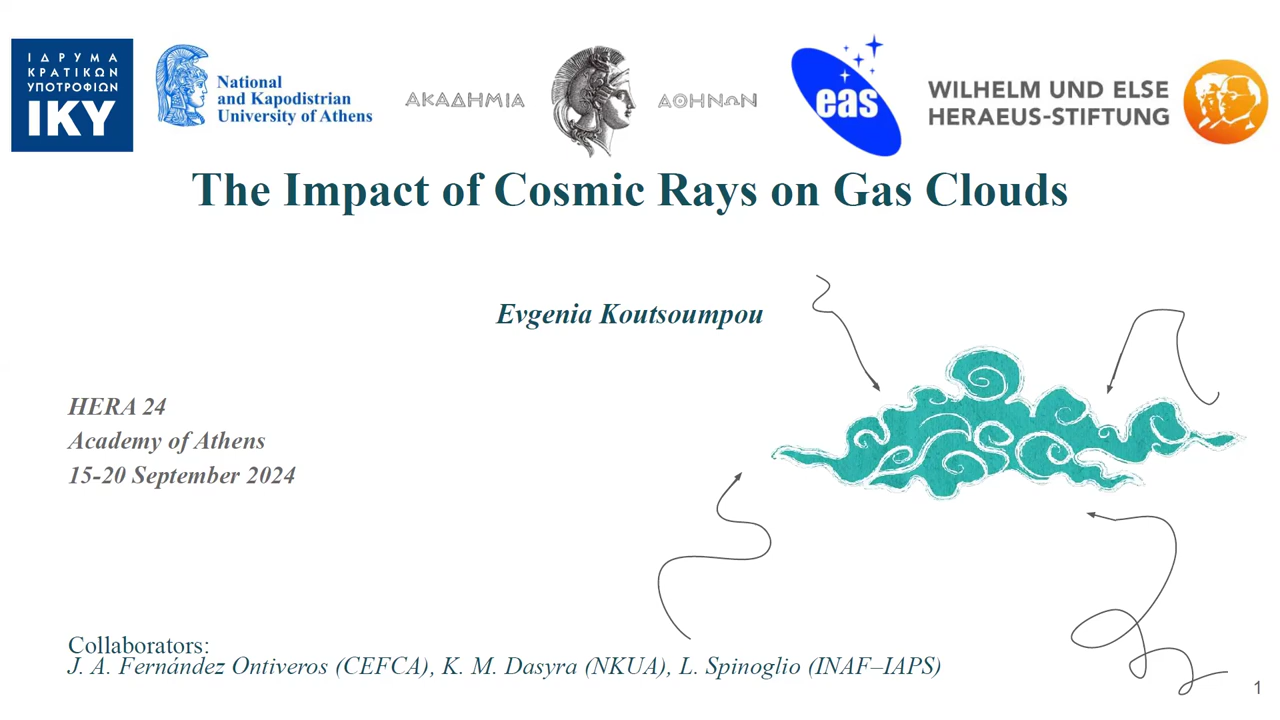 ΙΔΡΥΜΑ
ΚΡΑΤΙΚΩΝ
ΥΠΟΤΡΟΦΙΩΝ
ΙΚΥ
National
and Kapodistrian
University of Athens
ΑΚΑΔΗΜΙΑ ΑΘΗΝΩΝ
eas
WILHELM UND ELSE
HERAEUS-STIFTUNG
The Impact of Cosmic Rays on Gas Clouds
Evgenia Koutsoumpou
HERA 24
Academy of Athens
15-20 September 2024
Collaborators:
J. A. Fernández Ontiveros (CEFCA), K. M. Dasyra (NKUA), L. Spinoglio (INAF–IAPS)
1